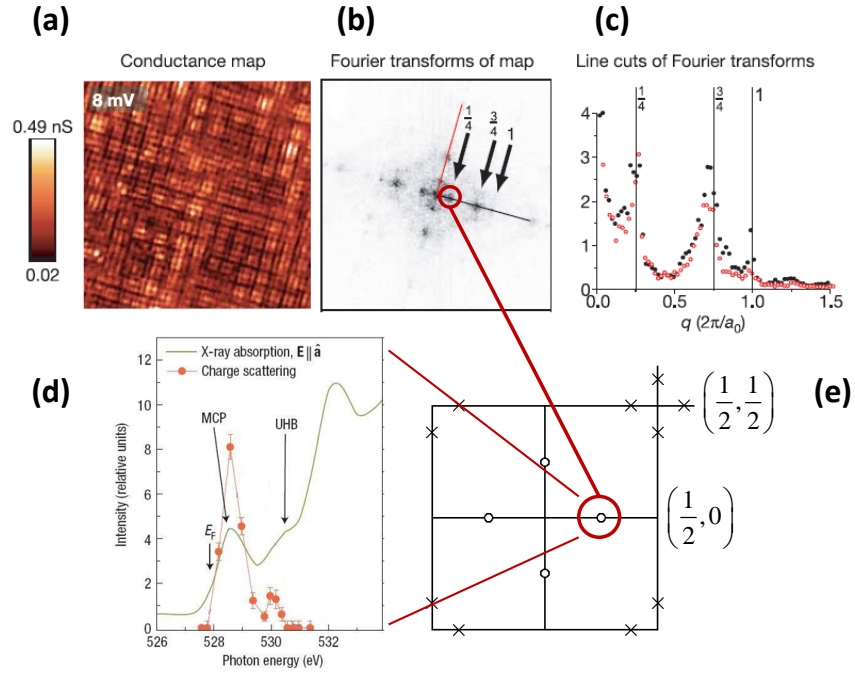 (a)
(b)
(c)
Conductance map
Fourier transforms of map
Line cuts of Fourier transforms
8 mV
0.49 nS
0.02
1/4
3/4
1
1/4
3/4
1
4
3
2
1
0
0.0
0.5
1.0
1.5
q (2π/a₀)
(d)
(e)
12
10
8
6
4
2
0
Intensity (relative units)
X-ray absorption, E || â
Charge scattering
MCP
UHB
E_F
526
528
530
532
Photon energy (eV)
(1/2, 1/2)
(1/2, 0)